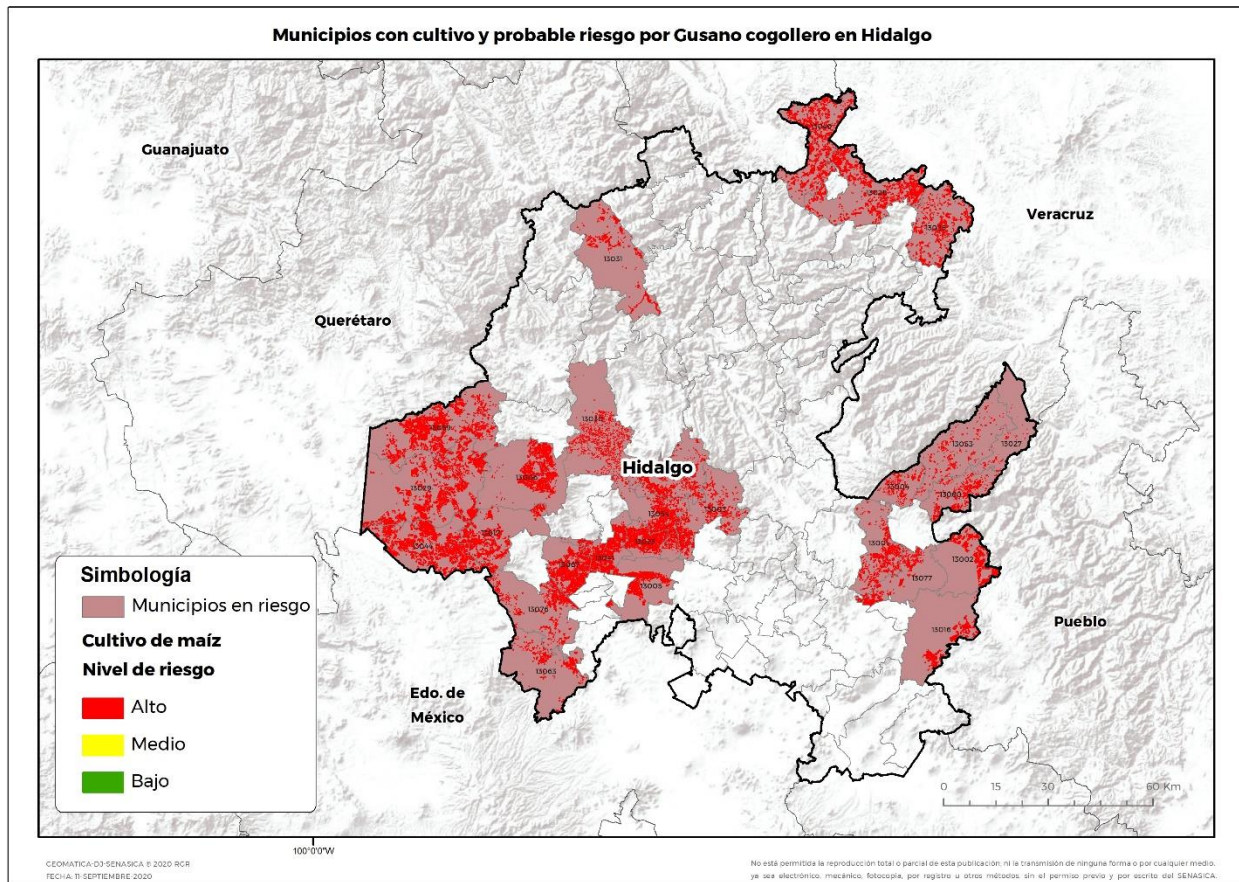 Municipios con cultivo y probable riesgo por Gusano cogollero en Hidalgo
Guanajuato
Veracruz
13031
Querétaro
13053
13027
Hidalgo
13029
13044
13002
13077
13005
13076
13016
13063
Pueblo
Edo. de
México
Simbología
Municipios en riesgo
Cultivo de maíz
Nivel de riesgo
Alto
Medio
Bajo
0 15 30 60 Km
100°0'0"W
GEOMATICA-DJ-SENASICA © 2020 RCR
FECHA: 11-SEPTIEMBRE-2020
No está permitida la reproducción total o parcial de esta publicación, ni la transmisión de ninguna forma o por cualquier medio,
ya sea electrónico, mecánico, fotocopia, por registro u otros métodos, sin el permiso previo y por escrito del SENASICA.